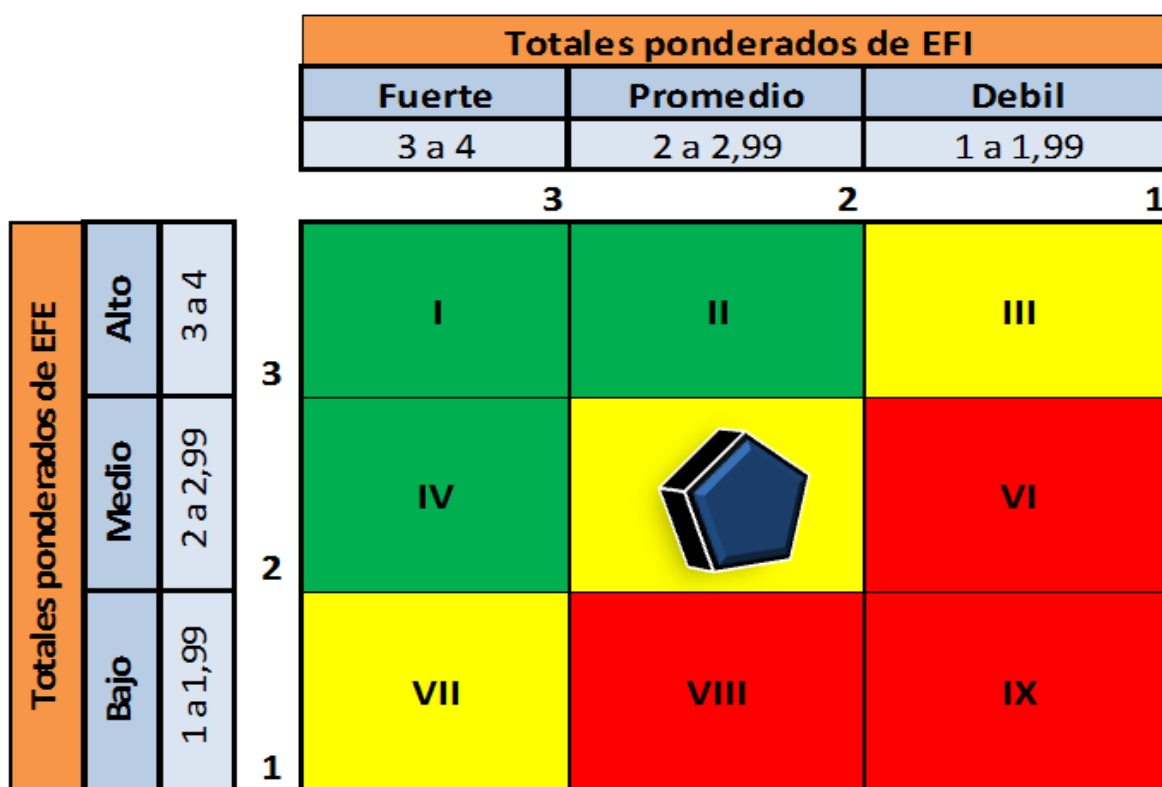 Totales ponderados de EFI
Fuerte Promedio Debil
3 a 4 2 a 2,99 1 a 1,99
3 2 1
Totales ponderados de EFE
Alto 3 a 4
I II III
3
Medio 2 a 2,99
IV VI
2
Bajo 1 a 1,99
VII VIII IX
1